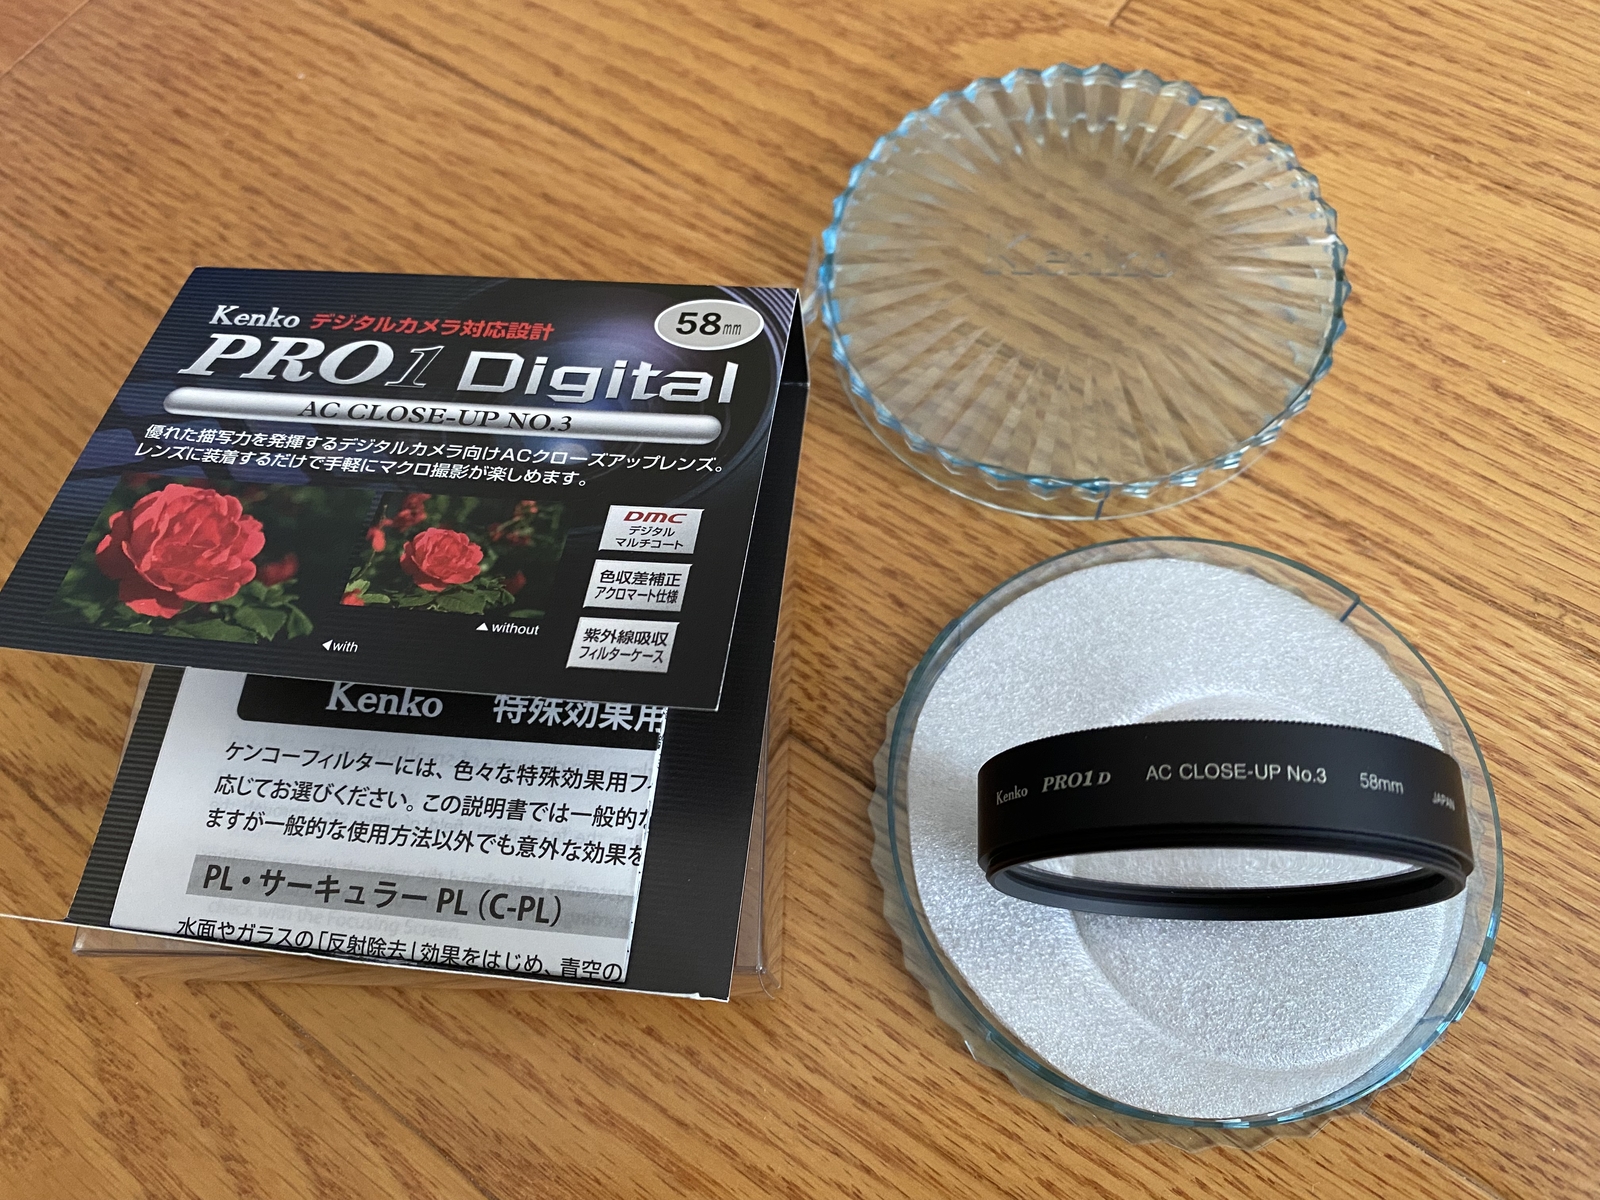 Kenko デジタルカメラ対応設計
58mm
PRO1 Digital
AC CLOSE-UP NO.3
優れた描写力を発揮するデジタルカメラ向けACクローズアップレンズ。
レンズに装着するだけで手軽にマクロ撮影が楽しめます。
DMC
デジタル
マルチコート
色収差補正
アクロマート仕様
紫外線吸収
フィルターケース
◀with
▲without
Kenko 特殊効果用
ケンコーフィルターには、色々な特殊効果用フ
応じてお選びください。この説明書では一般的な
ますが一般的な使用方法以外でも意外な効果を
PL・サーキュラー PL (C-PL)
水面やガラスの「反射除去」効果をはじめ、青空の
Kenko
Kenko PRO1 D AC CLOSE-UP No.3 58mm JAPAN